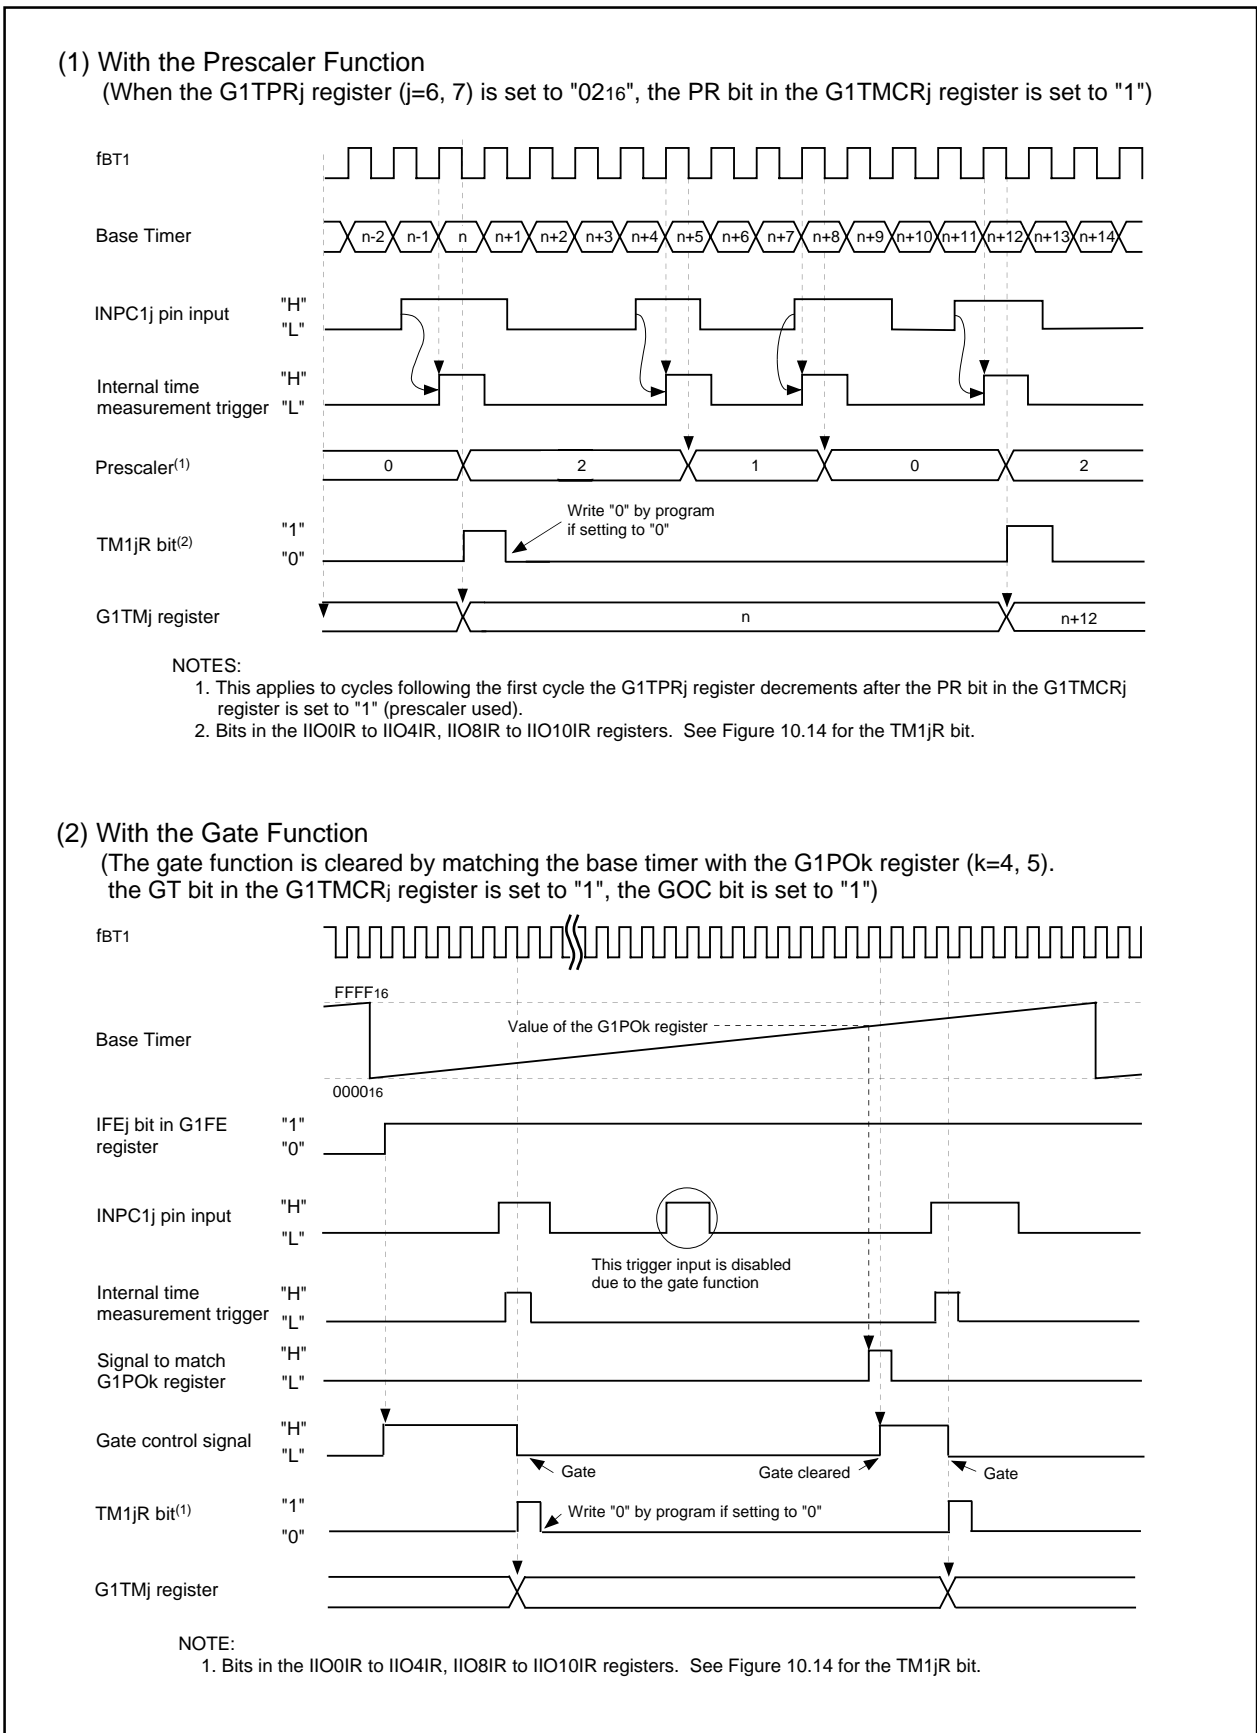 (1) With the Prescaler Function
(When the G1TPRj register (j=6, 7) is set to "0216", the PR bit in the G1TMCRj register is set to "1")
fBT1
Base Timer
n-2 n-1 n n+1 n+2 n+3 n+4 n+5 n+6 n+7 n+8 n+9 n+10 n+11 n+12 n+13 n+14
INPC1j pin input
"H"
"L"
Internal time
measurement trigger
"H"
"L"
Prescaler(1)
0 2 1 0 2
Write "0" by program
if setting to "0"
TM1jR bit(2)
"1"
"0"
G1TMj register
n n+12
NOTES:
1. This applies to cycles following the first cycle the G1TPRj register decrements after the PR bit in the G1TMCRj
register is set to "1" (prescaler used).
2. Bits in the IIO0IR to IIO4IR, IIO8IR to IIO10IR registers.  See Figure 10.14 for the TM1jR bit.
(2) With the Gate Function
(The gate function is cleared by matching the base timer with the G1POk register (k=4, 5).
the GT bit in the G1TMCRj register is set to "1", the GOC bit is set to "1")
fBT1
FFFF16
Base Timer
Value of the G1POk register
000016
IFEj bit in G1FE
register
"1"
"0"
INPC1j pin input
"H"
"L"
This trigger input is disabled
due to the gate function
Internal time
measurement trigger
"H"
"L"
Signal to match
G1POk register
"H"
"L"
Gate control signal
"H"
"L"
Gate
Gate cleared
Gate
TM1jR bit(1)
"1"
"0"
Write "0" by program if setting to "0"
G1TMj register
NOTE:
1. Bits in the IIO0IR to IIO4IR, IIO8IR to IIO10IR registers.  See Figure 10.14 for the TM1jR bit.